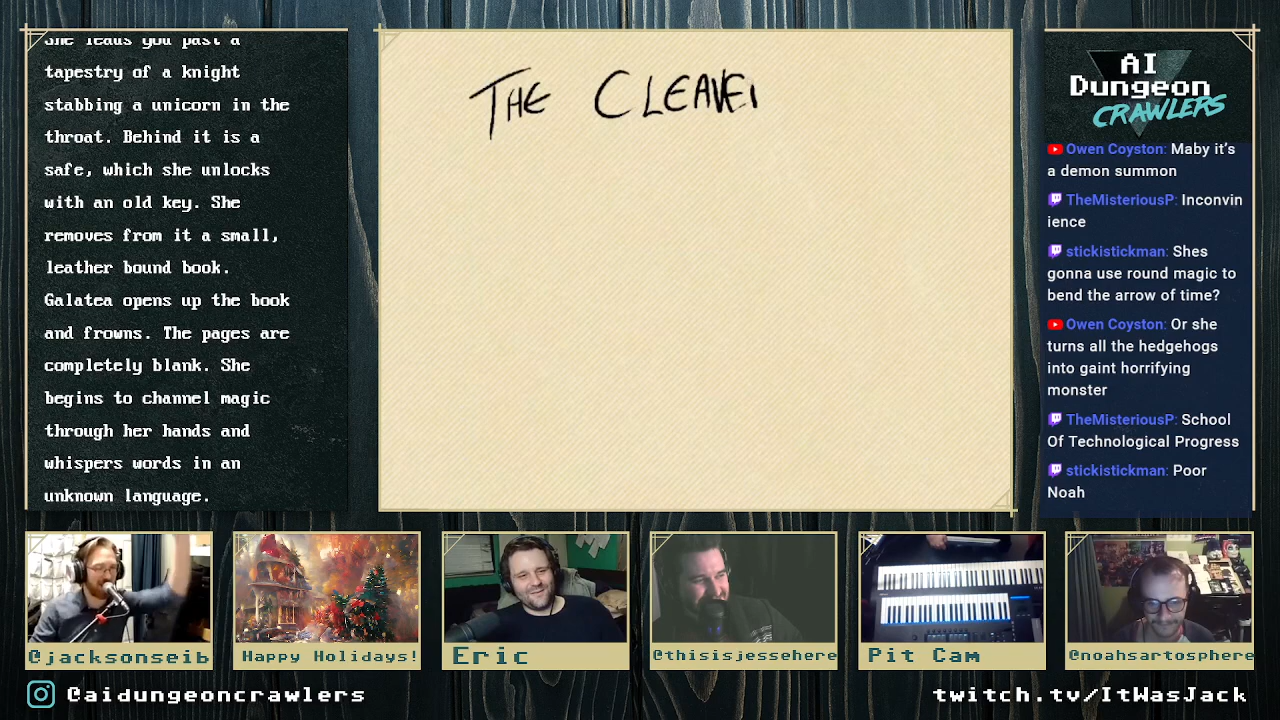 She leads you past a
tapestry of a knight
stabbing a unicorn in the
throat. Behind it is a
safe, which she unlocks
with an old key. She
removes from it a small,
leather bound book.
Galatea opens up the book
and frowns. The pages are
completely blank. She
begins to channel magic
through her hands and
whispers words in an
unknown language.
THE CLEAVE
AI
Dungeon
CRAWLERS
Owen Coyston: Maby it's
a demon summon
TheMisteriousP: Inconvin
ience
stickistickman: Shes
gonna use round magic to
bend the arrow of time?
Owen Coyston: Or she
turns all the hedgehogs
into gaint horrifying
monster
TheMisteriousP: School
Of Technological Progress
stickistickman: Poor
Noah
@jacksonseib
Happy Holidays!
Eric
@thisisjessehere
Pit Cam
@noahsartosphere
@aidungeoncrawlers
twitch.tv/ItWasJack